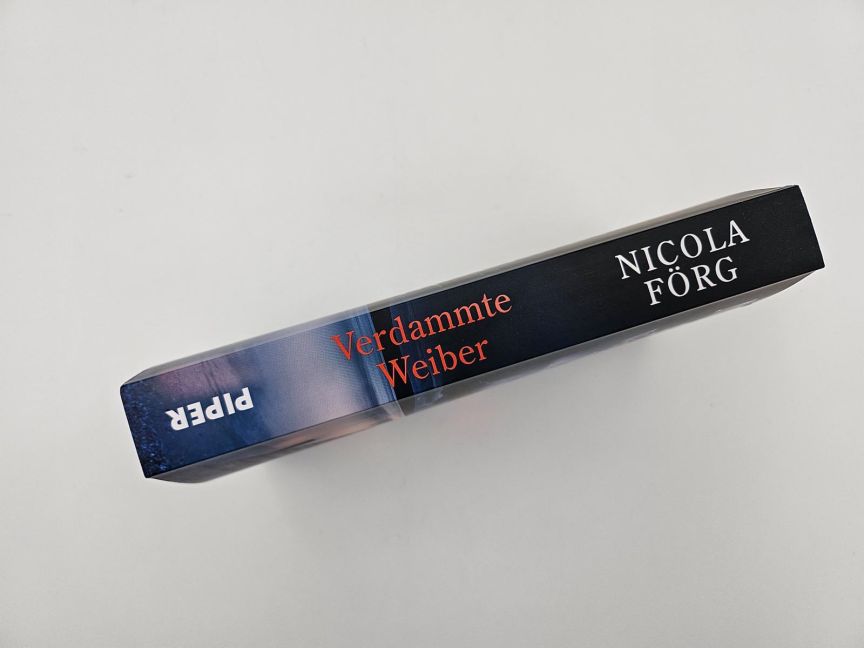 NICOLA
FÖRG
Verdammte
Weiber
PIPER